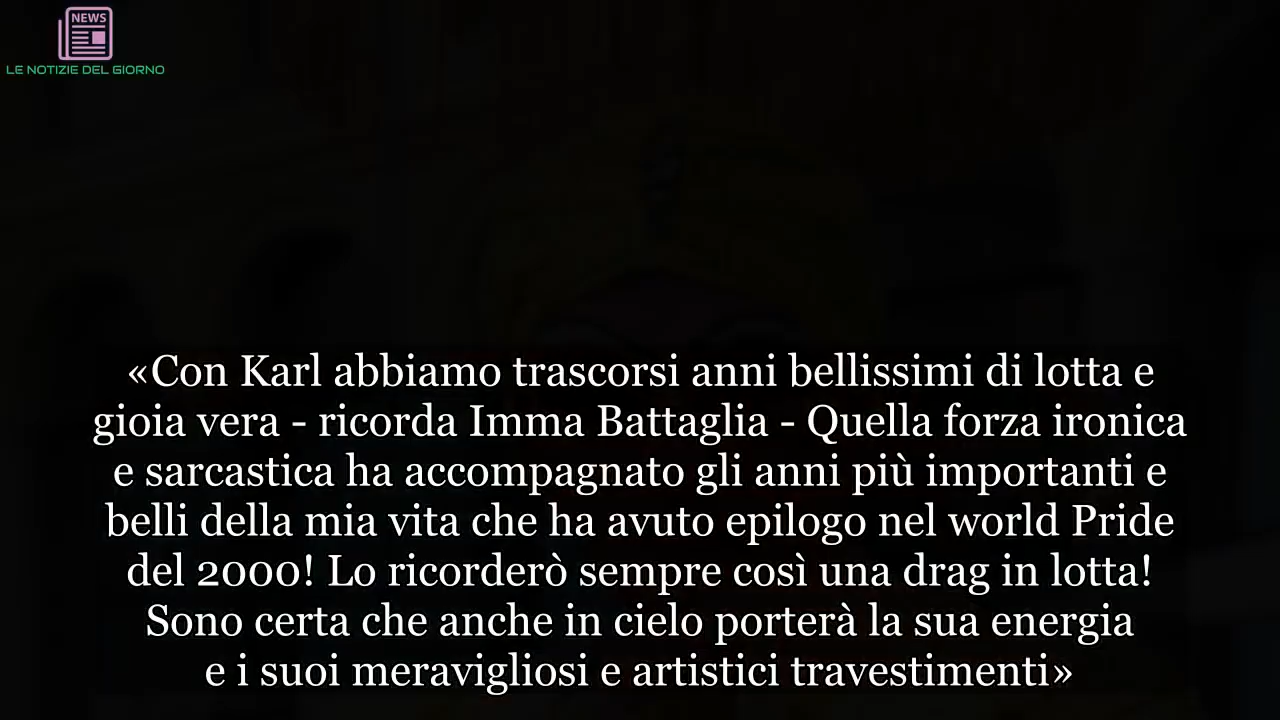 NEWS
LE NOTIZIE DEL GIORNO
«Con Karl abbiamo trascorsi anni bellissimi di lotta e
gioia vera - ricorda Imma Battaglia - Quella forza ironica
e sarcastica ha accompagnato gli anni più importanti e
belli della mia vita che ha avuto epilogo nel world Pride
del 2000! Lo ricorderò sempre così una drag in lotta!
Sono certa che anche in cielo porterà la sua energia
e i suoi meravigliosi e artistici travestimenti»